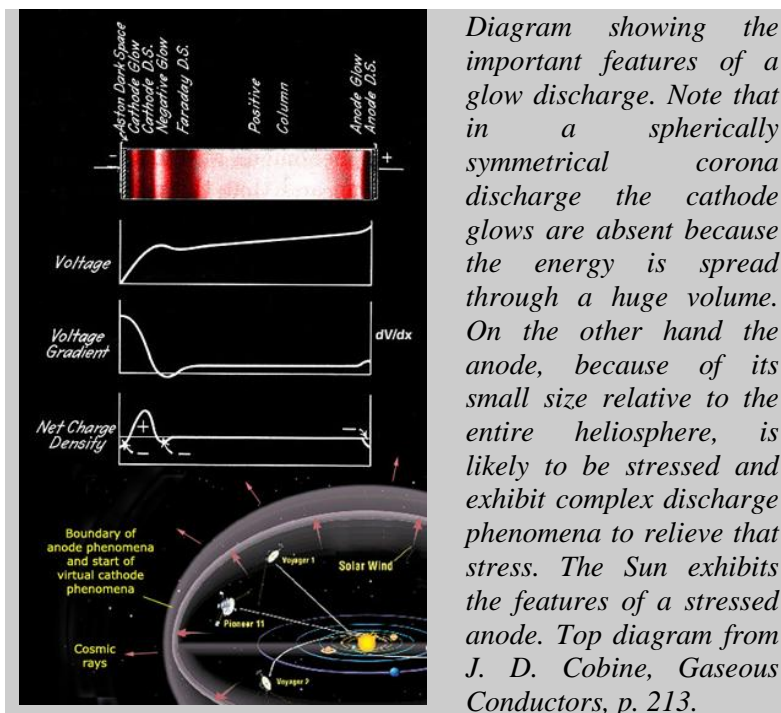 Aston Dark Space
Cathode Glow
Cathode D.S.
Negative Glow
Faraday D.S.
Positive
Column
Anode Glow
Anode D.S.
- +
Voltage
Voltage
Gradient
dV/dx
Net Charge
Density
+
-
-
-
Boundary of
anode phenomena
and start of
virtual cathode
phenomena
Voyager 1
Solar Wind
Pioneer 11
Cosmic
rays
Voyager 2
Diagram showing the
important features of a
glow discharge. Note that
in a spherically
symmetrical corona
discharge the cathode
glows are absent because
the energy is spread
through a huge volume.
On the other hand the
anode, because of its
small size relative to the
entire heliosphere, is
likely to be stressed and
exhibit complex discharge
phenomena to relieve that
stress. The Sun exhibits
the features of a stressed
anode. Top diagram from
J. D. Cobine, Gaseous
Conductors, p. 213.